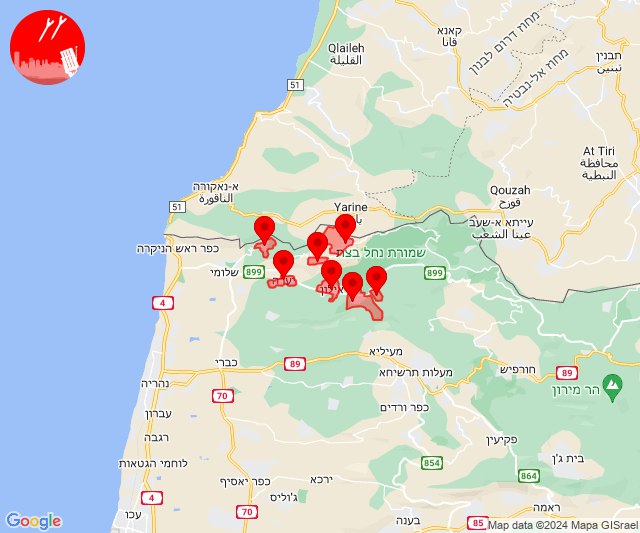 קאנא
قانا
מחוז דרום לבנון
Qlaileh
القليلة
תבנין
تبنين
מחוז אל-נבטיה
51
At Tiri
محافظة
النبطية
א-נאקורה
الناقورة
Qouzah
قوزح
51
Yarine
עייתא א-שעב
عيتا الشعب
כפר ראש הניקרה
שמורת נחל בצת
899
שלומי
899
אילון
4
כברי
89
מעיליא
מעלות תרשיחא
חורפיש
89
הר מירון
נהריה
70
כפר ורדים
עברון
רגבה
פקיעין
בית ג'ן
לוחמי הגטאות
854
864
ירכא
כפר יאסיף
ג'וליס
4
עכו
70
ראמה
בענה
85
Google
Map data ©2024 Mapa GISrael